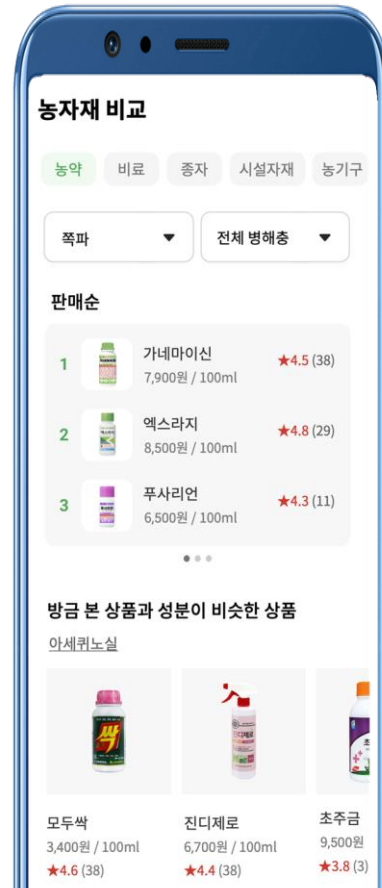 농자재 비교
농약 비료 종자 시설자재 농기구
쪽파 ▼ 전체 병해충 ▼
판매순
1 가네마이신 ★4.5 (38)
7,900원 / 100ml
2 엑스라지 ★4.8 (29)
8,500원 / 100ml
3 푸사리언 ★4.3 (11)
6,500원 / 100ml
방금 본 상품과 성분이 비슷한 상품
아세퀴노실
싹
진디제로
모두싹 진디제로 초주금
3,400원 / 100ml 6,700원 / 100ml 9,500원
★4.6 (38) ★4.4 (38) ★3.8 (3)